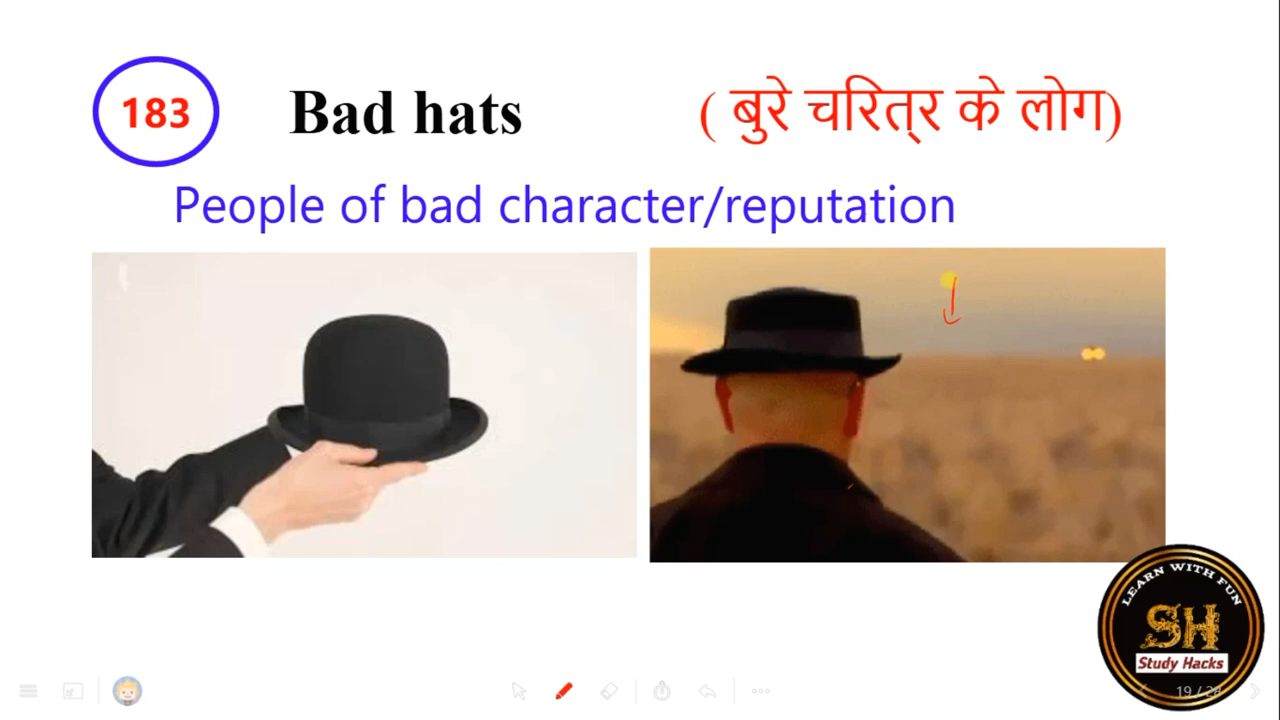 183
Bad hats
( बुरे चरित्र के लोग)
People of bad character/reputation
LEARN WITH FUN
SH
Study Hacks